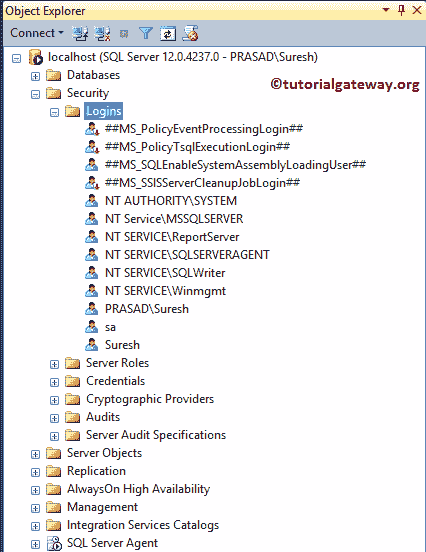 Object Explorer
Connect
localhost (SQL Server 12.0.4237.0 - PRASAD\Suresh)
Databases
©tutorialgateway.org
Security
Logins
##MS_PolicyEventProcessingLogin##
##MS_PolicyTsqlExecutionLogin##
##MS_SQLEnableSystemAssemblyLoadingUser##
##MS_SSISServerCleanupJobLogin##
NT AUTHORITY\SYSTEM
NT Service\MSSQLSERVER
NT SERVICE\ReportServer
NT SERVICE\SQLSERVERAGENT
NT SERVICE\SQLWriter
NT SERVICE\Winmgmt
PRASAD\Suresh
sa
Suresh
Server Roles
Credentials
Cryptographic Providers
Audits
Server Audit Specifications
Server Objects
Replication
AlwaysOn High Availability
Management
Integration Services Catalogs
SQL Server Agent